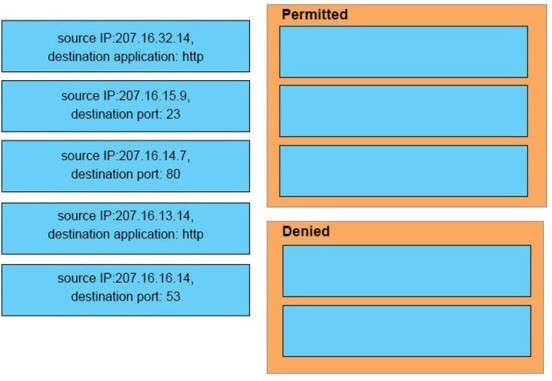 source IP:207.16.32.14,
destination application: http
source IP:207.16.15.9,
destination port: 23
source IP:207.16.14.7,
destination port: 80
source IP:207.16.13.14,
destination application: http
source IP:207.16.16.14,
destination port: 53
Permitted
Denied